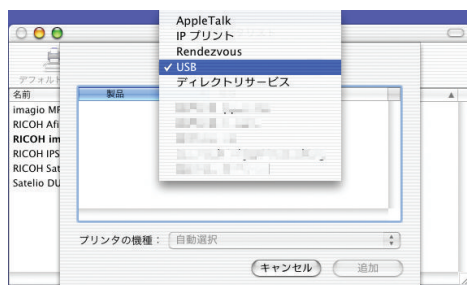 AppleTalk
IP プリント
Rendezvous
✓ USB
ディレクトリサービス
デフォルト
名前
製品
imagio MF
RICOH Afi
RICOH im
RICOH IPS
RICOH Sat
Satelio DU
プリンタの機種：
自動選択
キャンセル
追加